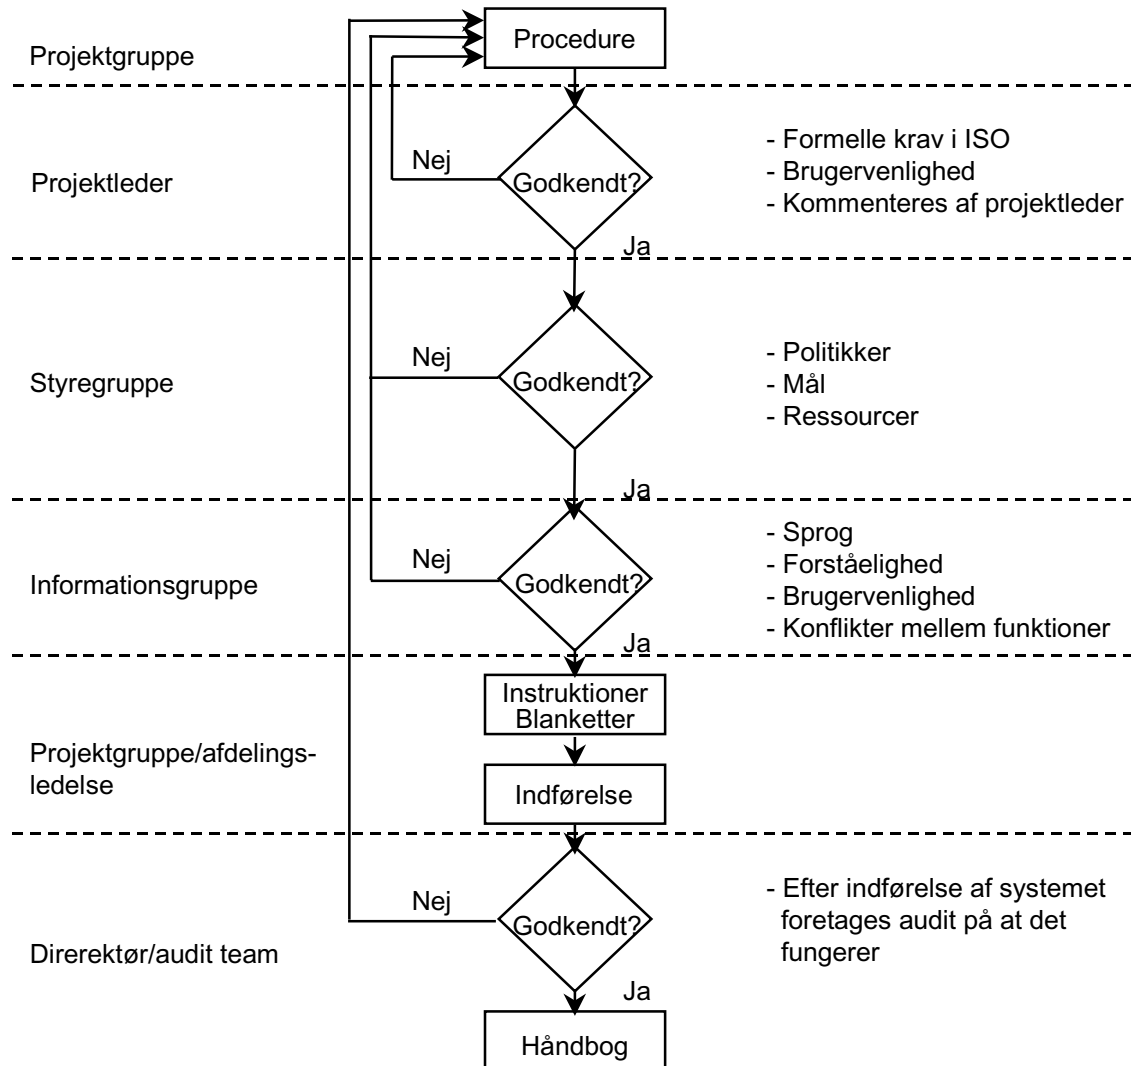 Procedure
Projektgruppe
Nej
Godkendt?
Projektleder
- Formelle krav i ISO
- Brugervenlighed
- Kommenteres af projektleder
Ja
Nej
Godkendt?
Styregruppe
- Politikker
- Mål
- Ressourcer
Ja
Nej
Godkendt?
Informationsgruppe
- Sprog
- Forståelighed
- Brugervenlighed
- Konflikter mellem funktioner
Ja
Instruktioner
Blanketter
Projektgruppe/afdelings-
ledelse
Indførelse
Nej
Godkendt?
Direrektør/audit team
- Efter indførelse af systemet
foretages audit på at det
fungerer
Ja
Håndbog